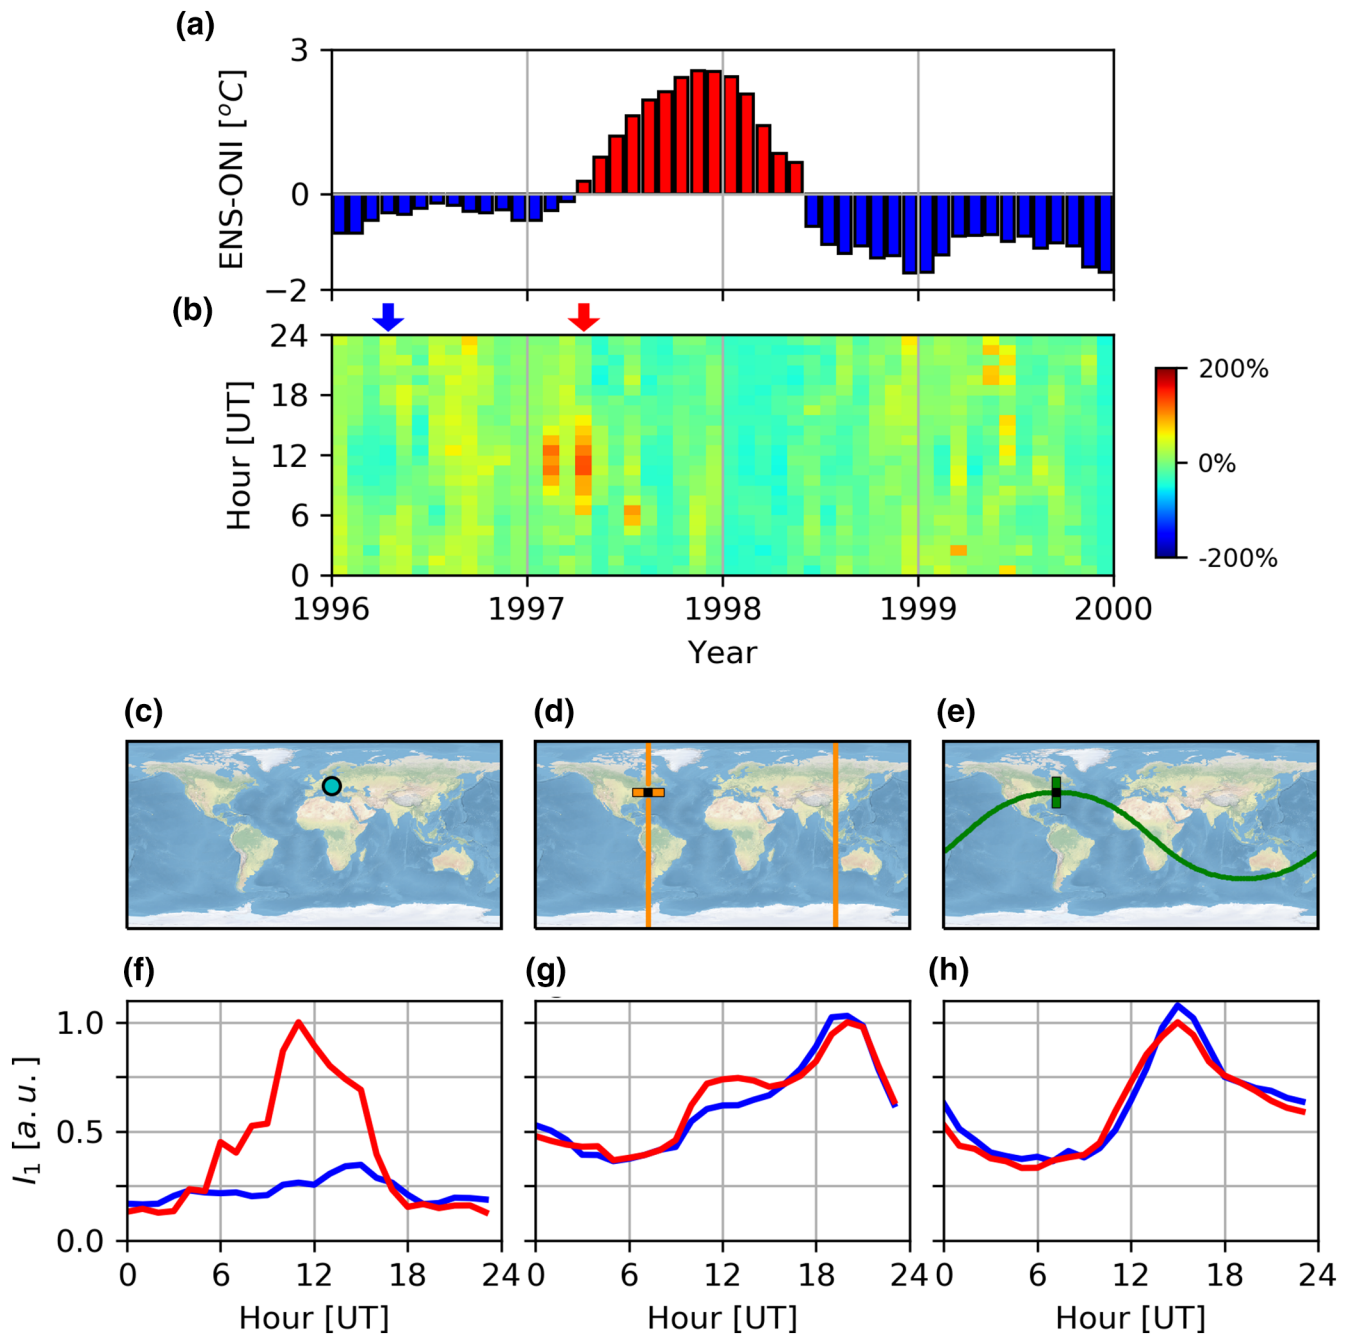 (a)
3
0
−2
ENS-ONI [°C]
(b)
24
18
12
6
0
Hour [UT]
1996 1997 1998 1999 2000
Year
200%
0%
-200%
(c) (d) (e)
(f) (g) (h)
1.0
0.5
0.0
I₁ [a.u.]
0 6 12 18 24 0 6 12 18 24 0 6 12 18 24
Hour [UT] Hour [UT] Hour [UT]